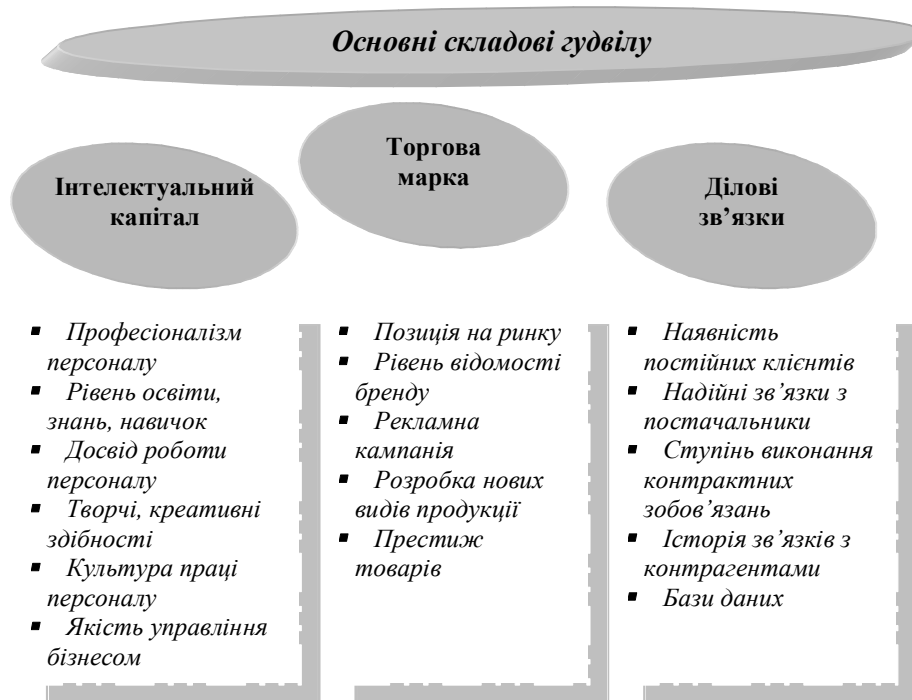 Основні складові гудвілу
Інтелектуальний
капітал
Торгова
марка
Ділові
зв’язки
▪ Професіоналізм
персоналу
▪ Рівень освіти,
знань, навичок
▪ Досвід роботи
персоналу
▪ Творчі, креативні
здібності
▪ Культура праці
персоналу
▪ Якість управління
бізнесом
▪ Позиція на ринку
▪ Рівень відомості
бренду
▪ Рекламна
кампанія
▪ Розробка нових
видів продукції
▪ Престиж
товарів
▪ Наявність
постійних клієнтів
▪ Надійні зв’язки з
постачальники
▪ Ступінь виконання
контрактних
зобов’язань
▪ Історія зв’язків з
контрагентами
▪ Бази даних